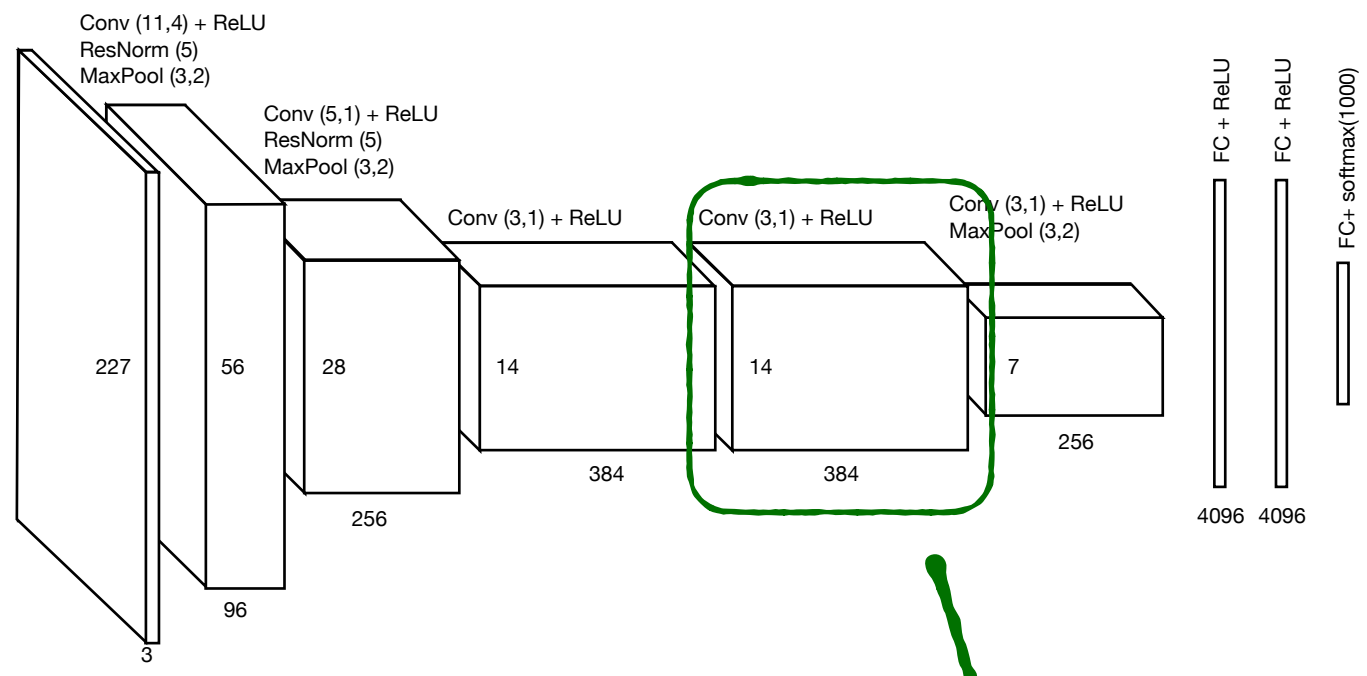 Conv (11,4) + ReLU
ResNorm (5)
MaxPool (3,2)
Conv (5,1) + ReLU
ResNorm (5)
MaxPool (3,2)
Conv (3,1) + ReLU
Conv (3,1) + ReLU
Conv (3,1) + ReLU
MaxPool (3,2)
FC + ReLU
FC + ReLU
FC+ softmax(1000)
227
56
28
14
14
7
3
96
256
384
384
256
4096
4096